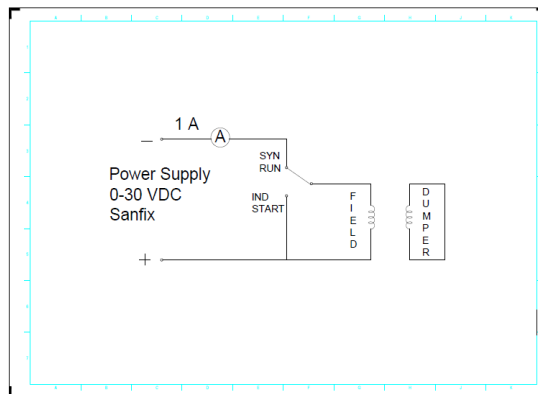 1 A
A
SYN
RUN
−
Power Supply
0-30 VDC
Sanfix
IND
START
F
I
E
L
D
D
U
M
P
E
R
+